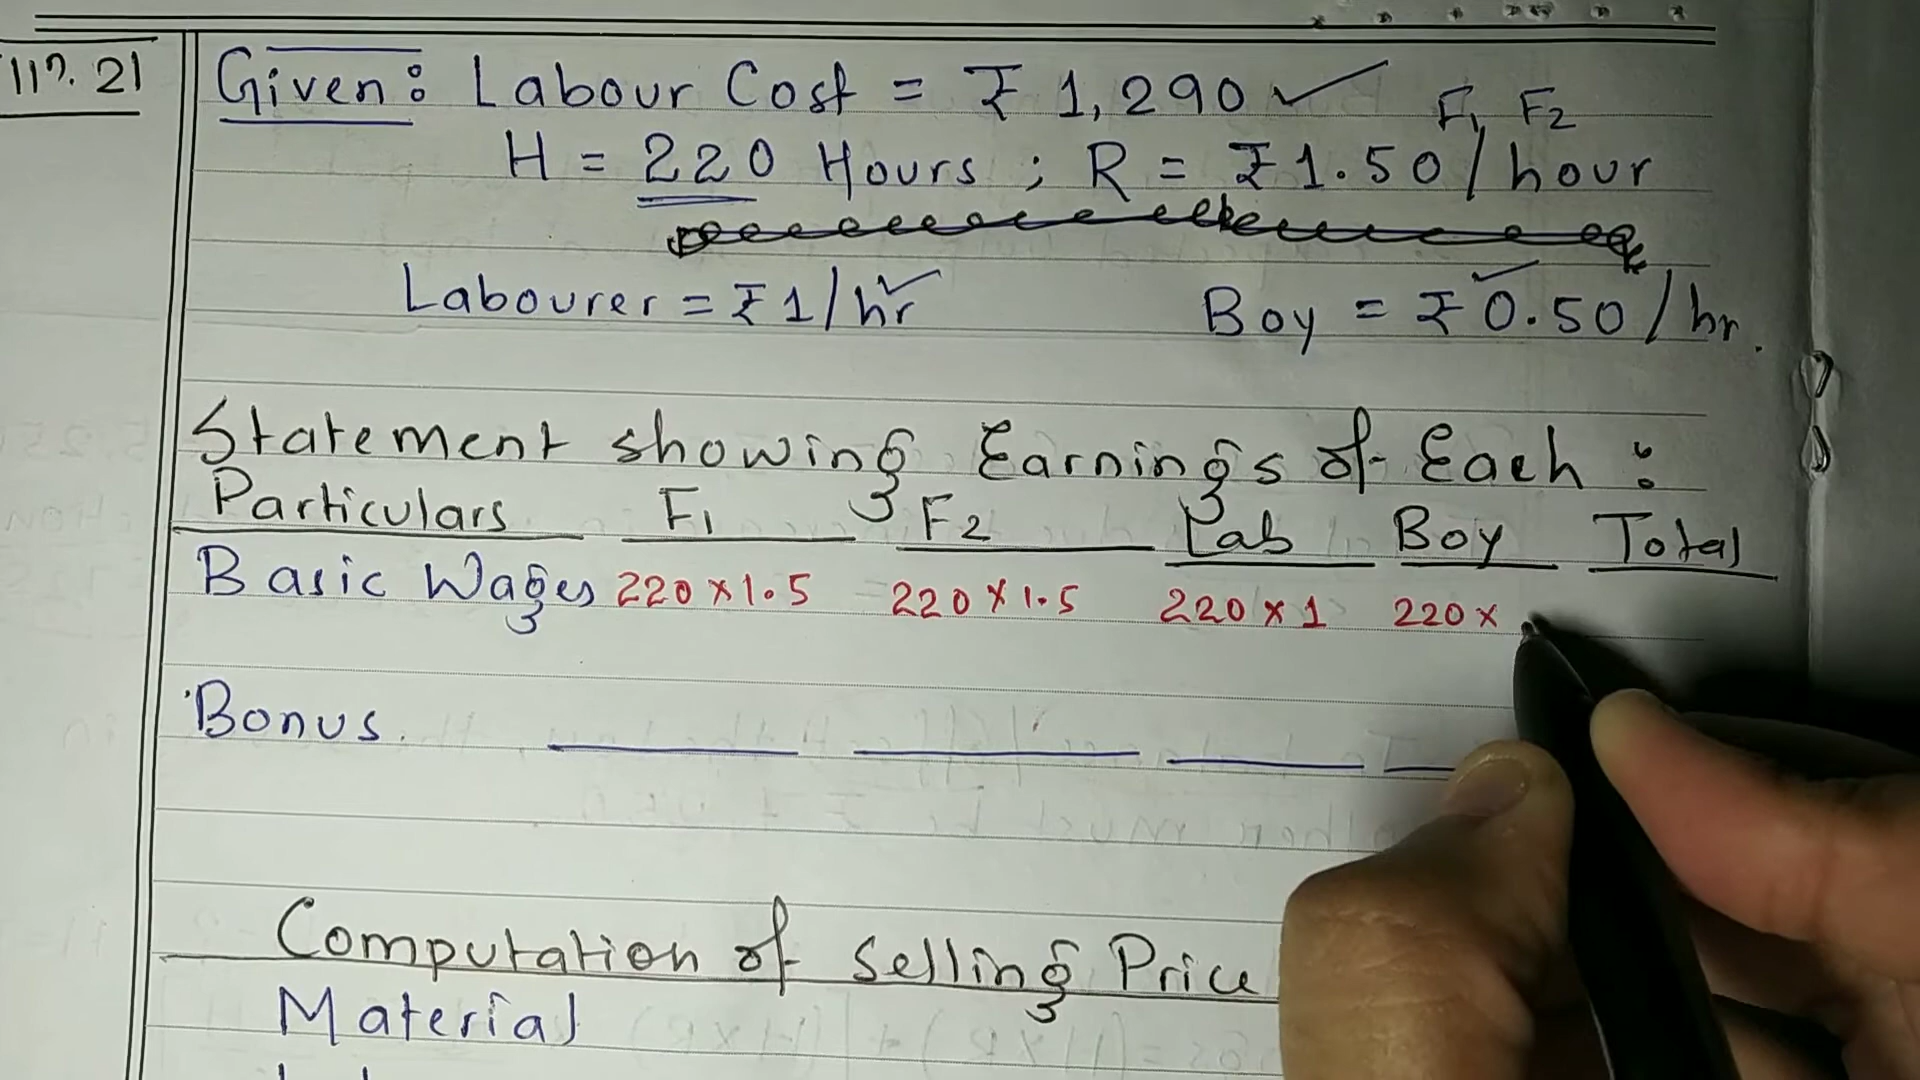 117. 21
Given: Labour Cost = ₹ 1,290 ✓
F1, F2
H = 220 Hours ; R = ₹1.50/hour
Labourer = ₹1/hr ✓ Boy = ₹0.50/hr.
Statement showing Earnings of Each :
Particulars F1 F2 Lab Boy Total
Basic Wages 220×1.5 220×1.5 220×1 220×
Bonus.
Computation of Selling Price
Material